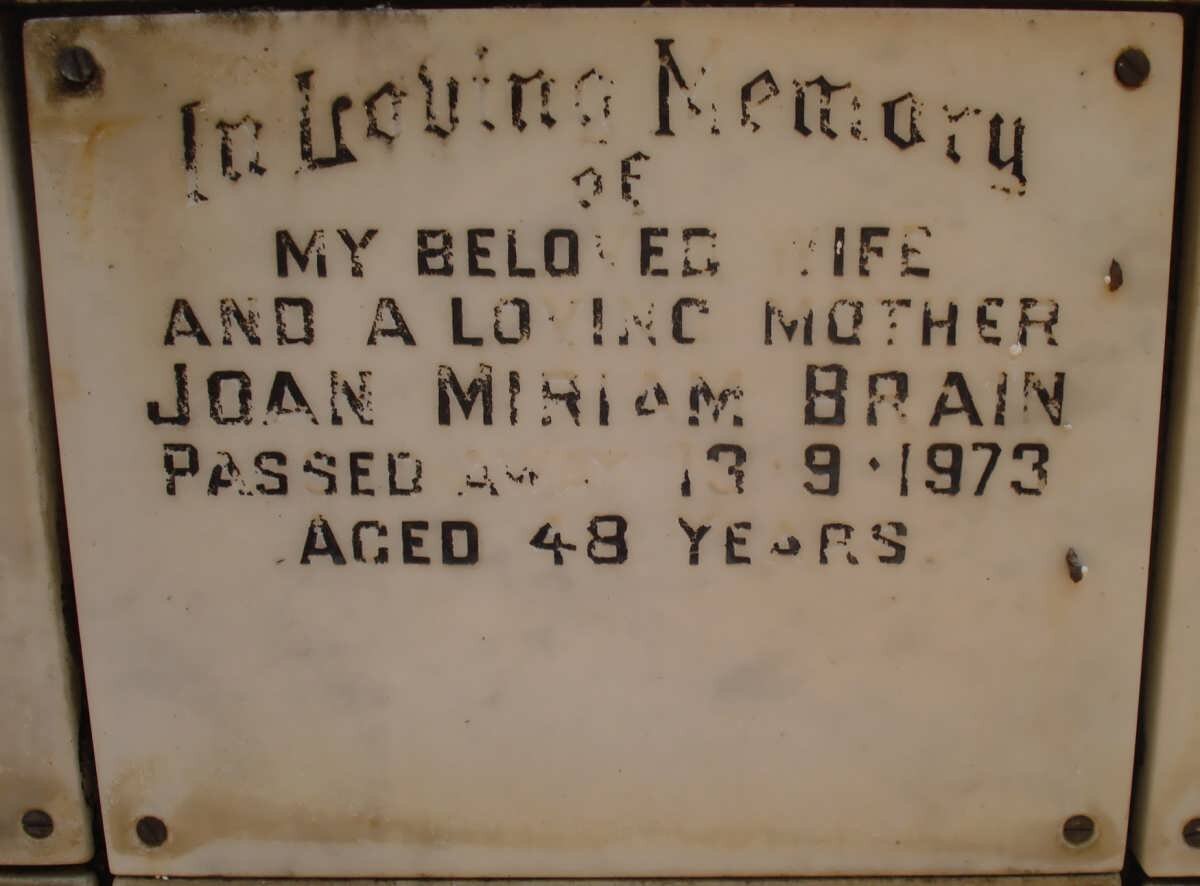 In Loving Memory
of
MY BELOVED WIFE
AND A LOVING MOTHER
JOAN MIRIAM BRAIN
PASSED AWAY 13 9·1973
AGED 48 YEARS